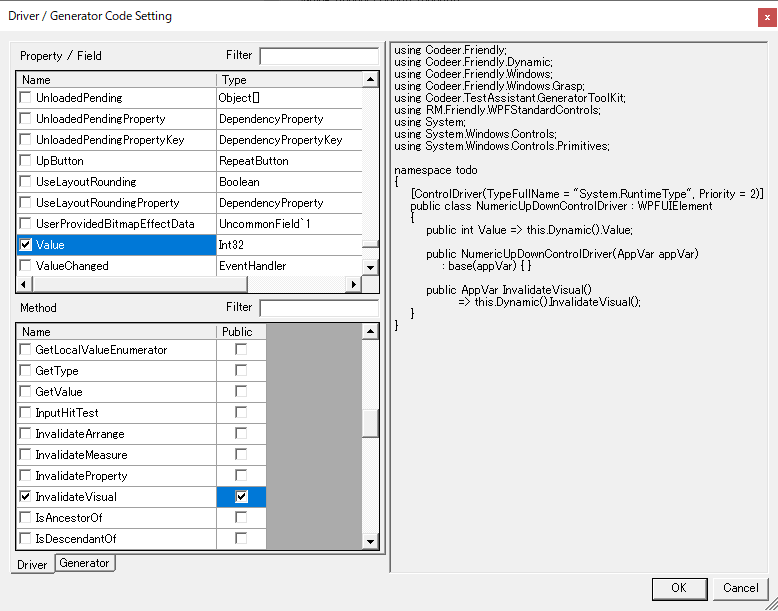 Driver / Generator Code Setting
x
Property / Field
Filter
Name Type
UnloadedPending Object[]
UnloadedPendingProperty DependencyProperty
UnloadedPendingPropertyKey DependencyPropertyKey
UpButton RepeatButton
UseLayoutRounding Boolean
UseLayoutRoundingProperty DependencyProperty
UserProvidedBitmapEffectData UncommonField`1
Value Int32
ValueChanged EventHandler
Method
Filter
Name Public
GetLocalValueEnumerator
GetType
GetValue
InputHitTest
InvalidateArrange
InvalidateMeasure
InvalidateProperty
InvalidateVisual
IsAncestorOf
IsDescendantOf
Driver Generator
using Codeer.Friendly;
using Codeer.Friendly.Dynamic;
using Codeer.Friendly.Windows;
using Codeer.Friendly.Windows.Grasp;
using Codeer.TestAssistant.GeneratorToolKit;
using RM.Friendly.WPFStandardControls;
using System;
using System.Windows.Controls;
using System.Windows.Controls.Primitives;
namespace todo
{
[ControlDriver(TypeFullName = "System.RuntimeType", Priority = 2)]
public class NumericUpDownControlDriver : WPFUIElement
{
public int Value => this.Dynamic().Value;
public NumericUpDownControlDriver(AppVar appVar)
: base(appVar) { }
public AppVar InvalidateVisual()
=> this.Dynamic().InvalidateVisual();
}
}
OK
Cancel